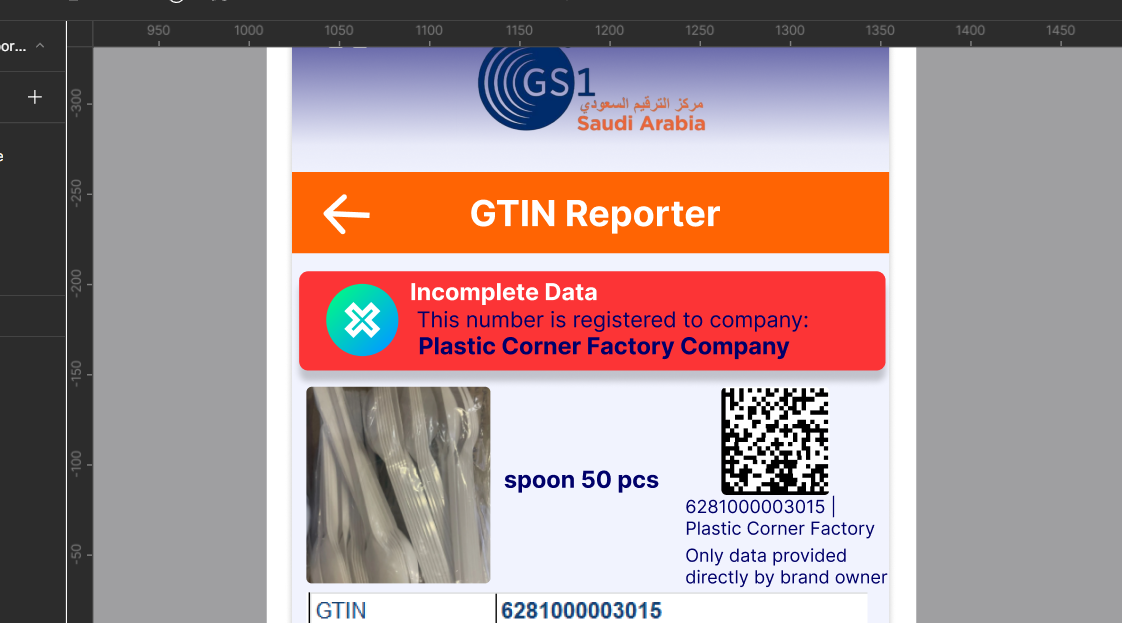 950 1000 1050 1100 1150 1200 1250 1300 1350 1400 1450
por...
-300
-250
-200
-150
-100
-50
e
GS1
مركز الترقيم السعودي
Saudi Arabia
GTIN Reporter
Incomplete Data
This number is registered to company:
Plastic Corner Factory Company
spoon 50 pcs
6281000003015 |
Plastic Corner Factory
Only data provided
directly by brand owner
GTIN 6281000003015